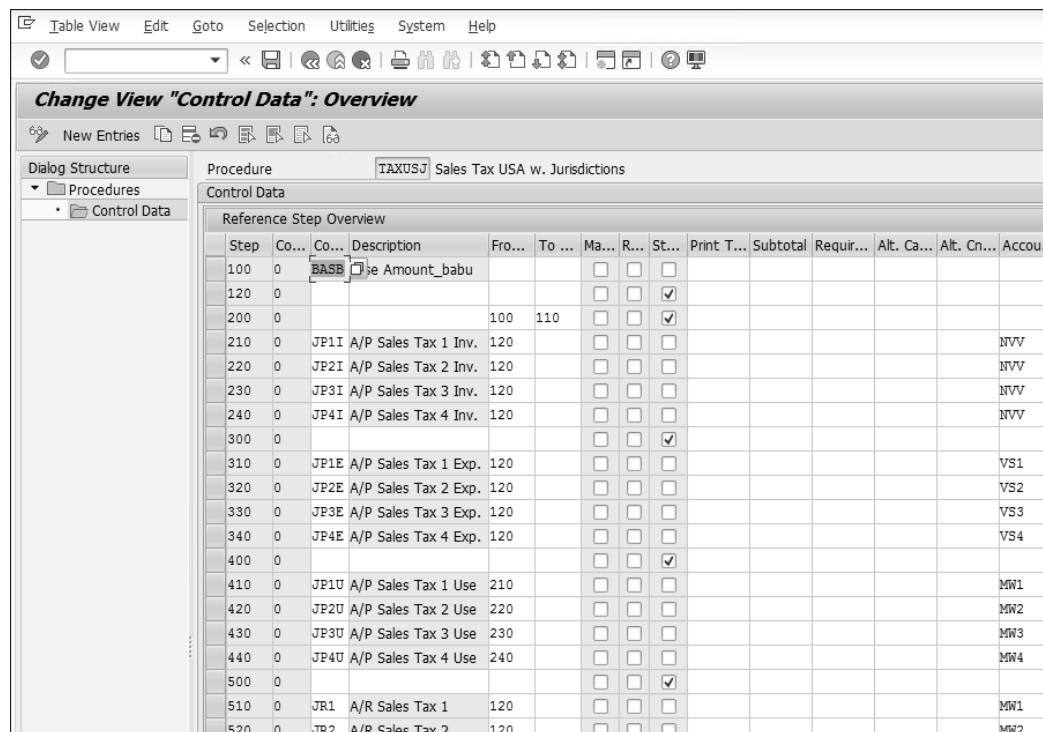 Table View Edit Goto Selection Utilities System Help
Change View "Control Data": Overview
New Entries
Dialog Structure
Procedures
Control Data
Procedure TAXUSJ Sales Tax USA w. Jurisdictions
Control Data
Reference Step Overview
Step Co... Co... Description Fro... To ... Ma... R... St... Print T... Subtotal Requir... Alt. Ca... Alt. Cn... Accou
100 0 BASB se Amount_babu
120 0
200 0 100 110
210 0 JP1I A/P Sales Tax 1 Inv. 120 NVV
220 0 JP2I A/P Sales Tax 2 Inv. 120 NVV
230 0 JP3I A/P Sales Tax 3 Inv. 120 NVV
240 0 JP4I A/P Sales Tax 4 Inv. 120 NVV
300 0
310 0 JP1E A/P Sales Tax 1 Exp. 120 VS1
320 0 JP2E A/P Sales Tax 2 Exp. 120 VS2
330 0 JP3E A/P Sales Tax 3 Exp. 120 VS3
340 0 JP4E A/P Sales Tax 4 Exp. 120 VS4
400 0
410 0 JP1U A/P Sales Tax 1 Use 210 MW1
420 0 JP2U A/P Sales Tax 2 Use 220 MW2
430 0 JP3U A/P Sales Tax 3 Use 230 MW3
440 0 JP4U A/P Sales Tax 4 Use 240 MW4
500 0
510 0 JR1 A/R Sales Tax 1 120 MW1
520 0 JR2 A/R Sales Tax 2 120 MW2